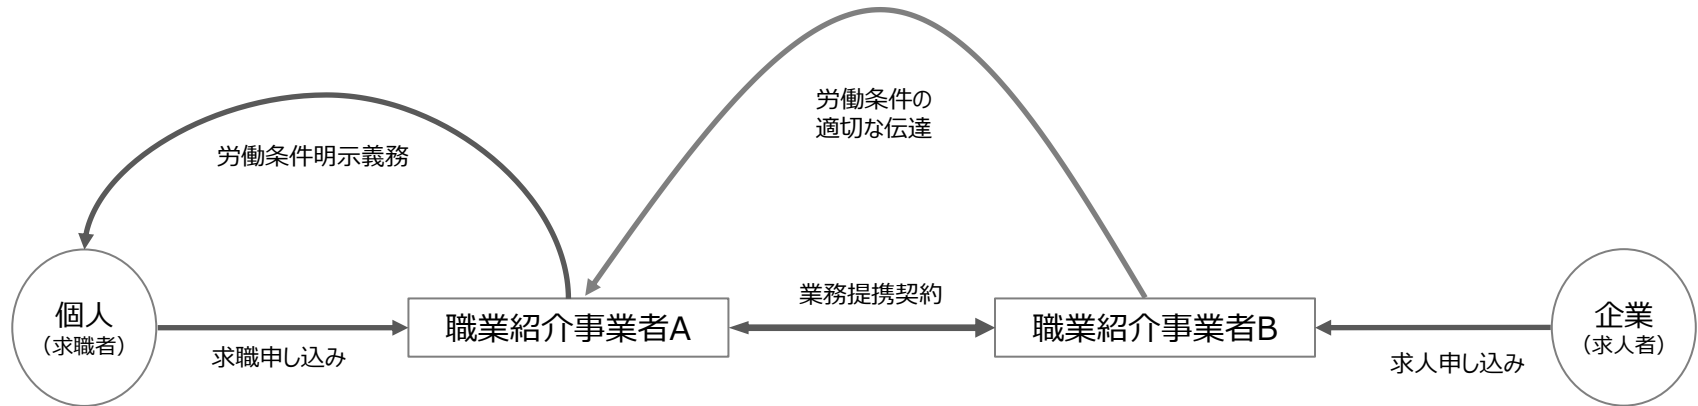 労働条件の
適切な伝達
労働条件明示義務
業務提携契約
個人
（求職者）
職業紹介事業者A
職業紹介事業者B
企業
（求人者）
求職申し込み
求人申し込み